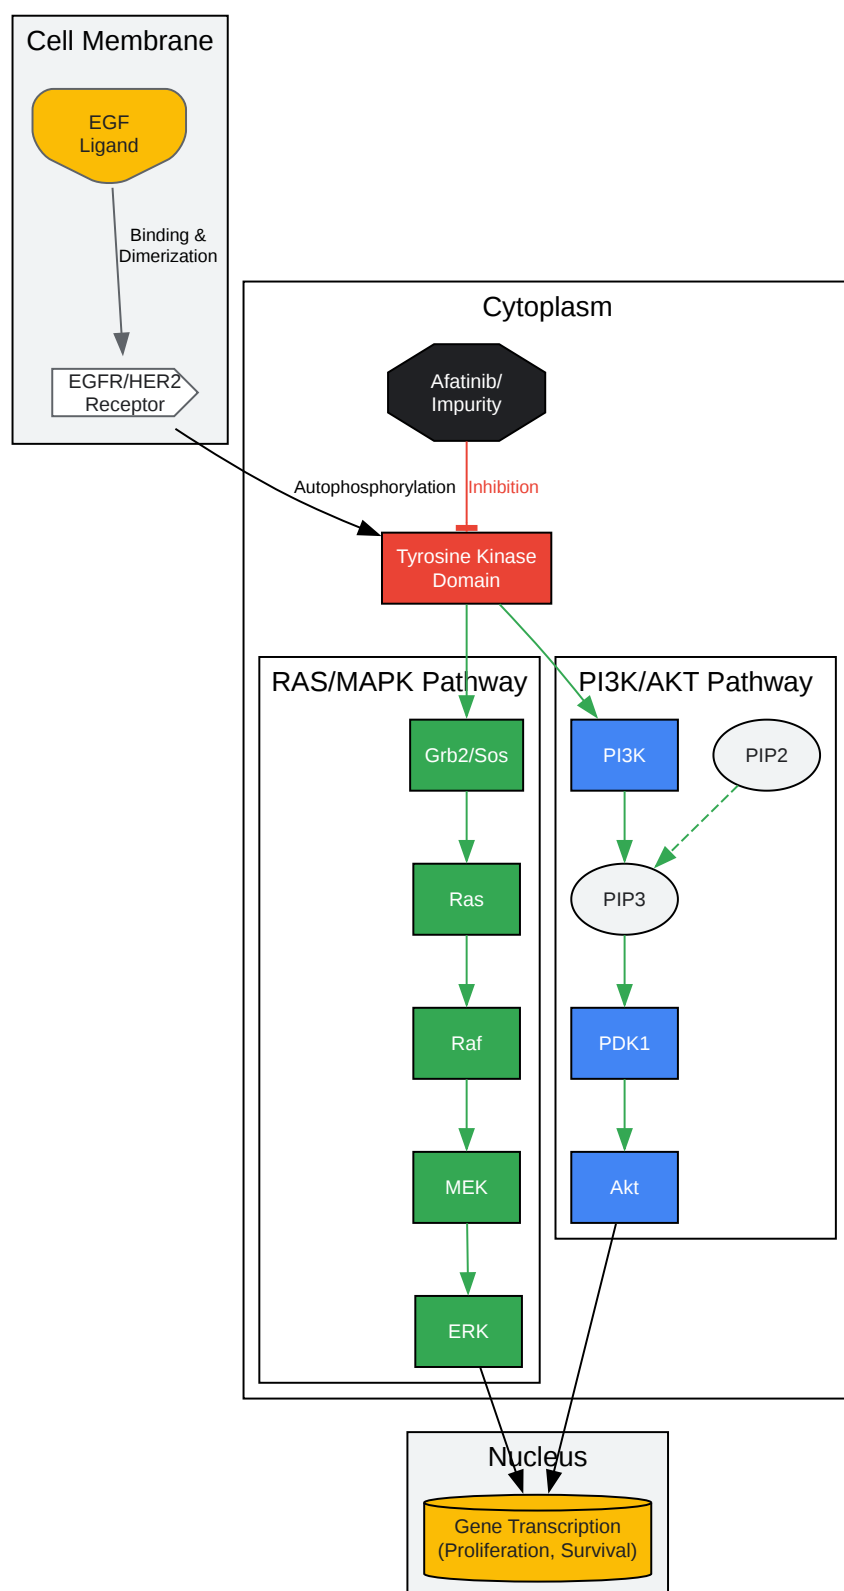 Cell Membrane
EGF
Ligand
Binding &
Dimerization
EGFR/HER2
Receptor
Cytoplasm
Afatinib/
Impurity
Autophosphorylation
Inhibition
Tyrosine Kinase
Domain
RAS/MAPK Pathway
Grb2/Sos
Ras
Raf
MEK
ERK
PI3K/AKT Pathway
PI3K
PIP2
PIP3
PDK1
Akt
Nucleus
Gene Transcription
(Proliferation, Survival)